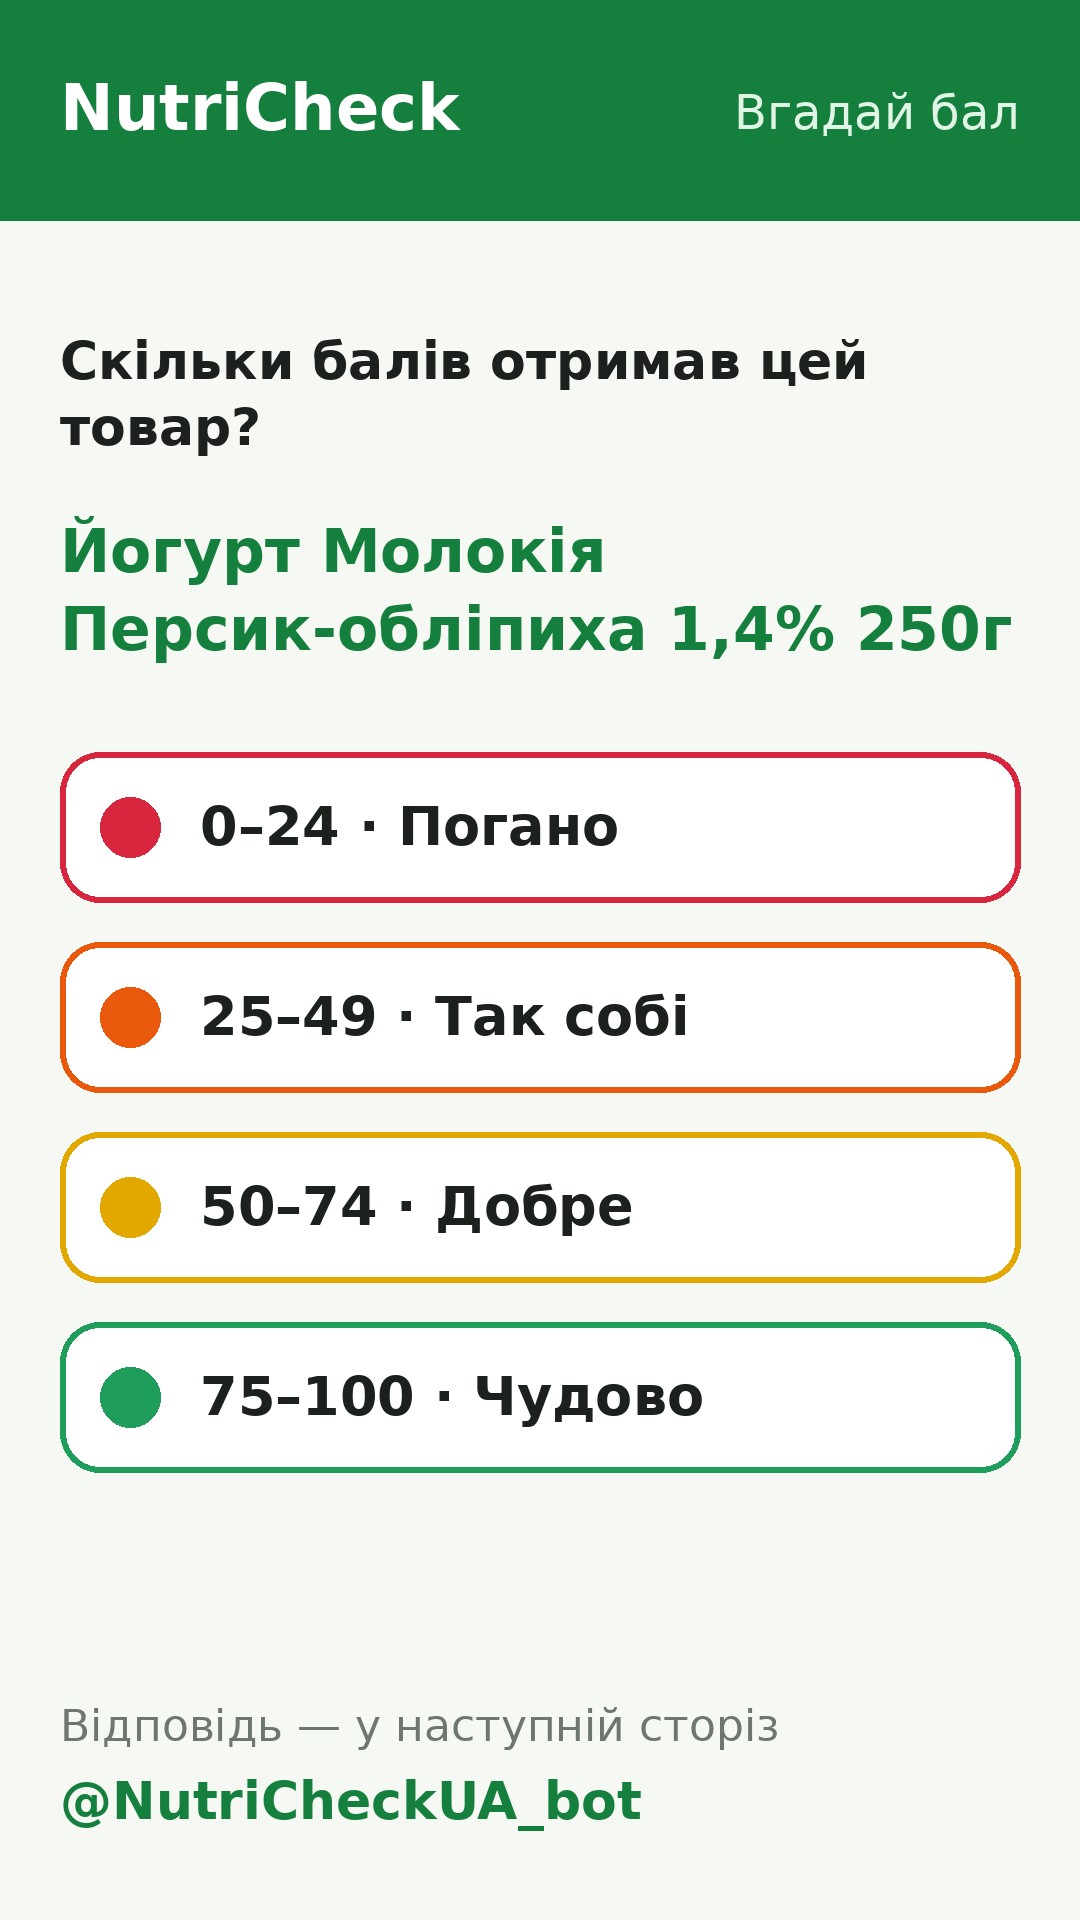 NutriCheck
Вгадай бал
Скільки балів отримав цей
товар?
Йогурт Молокія
Персик-обліпиха 1,4% 250г
0–24 · Погано
25–49 · Так собі
50–74 · Добре
75–100 · Чудово
Відповідь — у наступній сторіз
@NutriCheckUA_bot